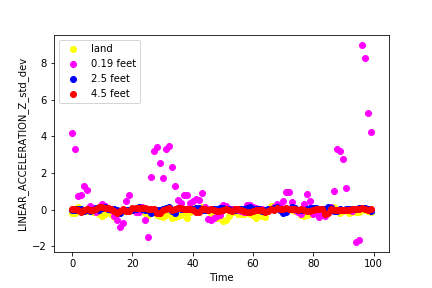 land
0.19 feet
2.5 feet
4.5 feet
LINEAR_ACCELERATION_Z_std_dev
8
6
4
2
0
−2
0 20 40 60 80 100
Time